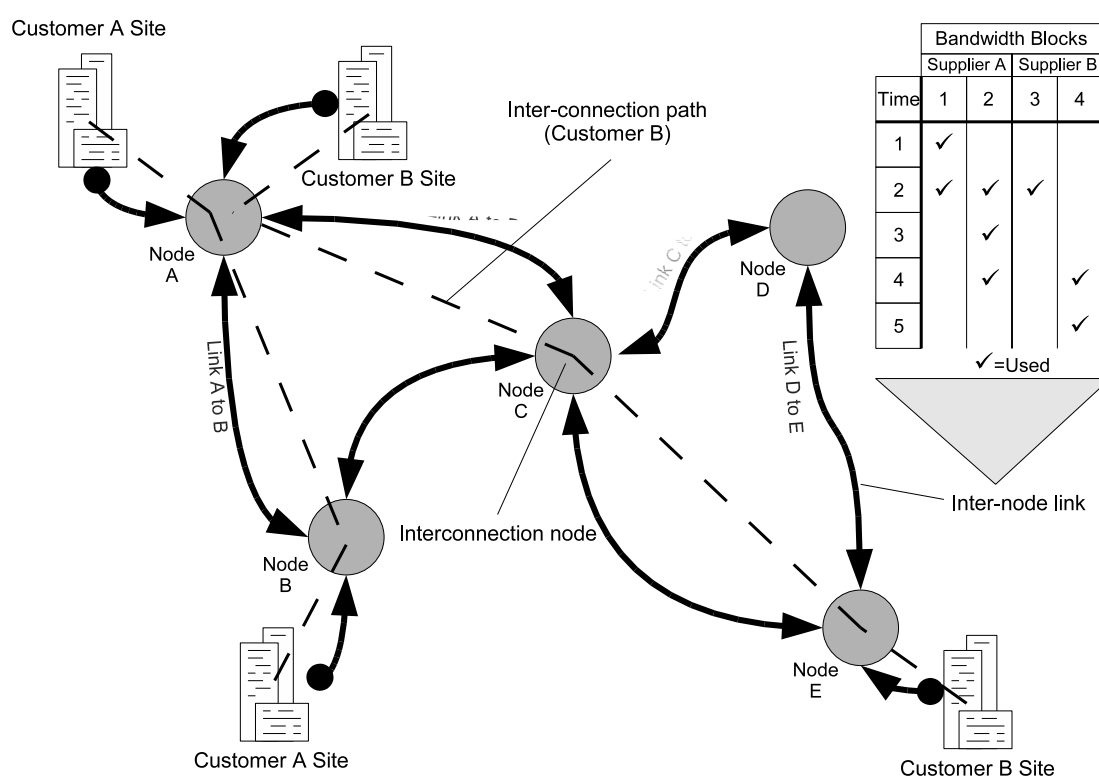 Customer A Site
Bandwidth Blocks
Supplier A Supplier B
Time 1 2 3 4
Inter-connection path
(Customer B)
1 ✓
Customer B Site
2 ✓ ✓ ✓
Node
A
3 ✓
Node
D
4 ✓ ✓
5 ✓
✓=Used
Link A to B
Node
C
Link D to E
Inter-node link
Interconnection node
Node
B
Node
E
Customer A Site
Customer B Site